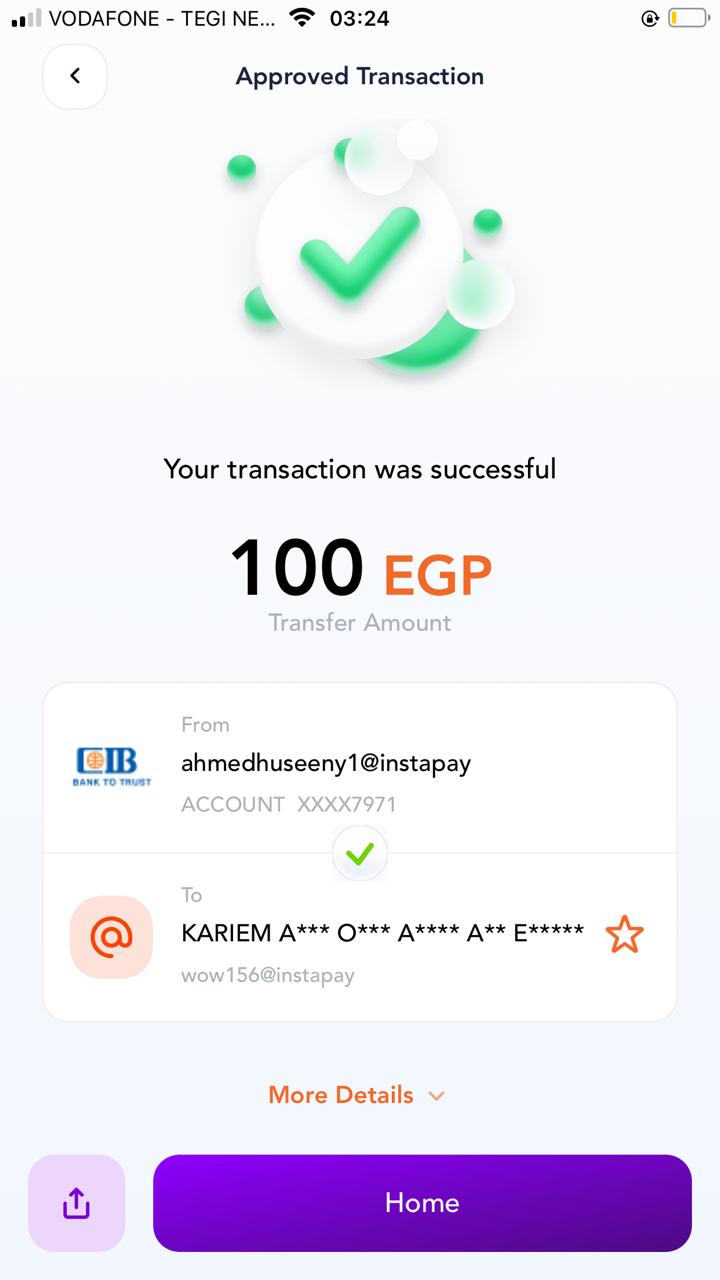 VODAFONE - TEGI NE... 03:24
Approved Transaction
Your transaction was successful
100 EGP
Transfer Amount
From
CIB
BANK TO TRUST
ahmedhuseeny1@instapay
ACCOUNT XXXX7971
To
@
KARIEM A*** O*** A**** A** E*****
wow156@instapay
More Details
Home